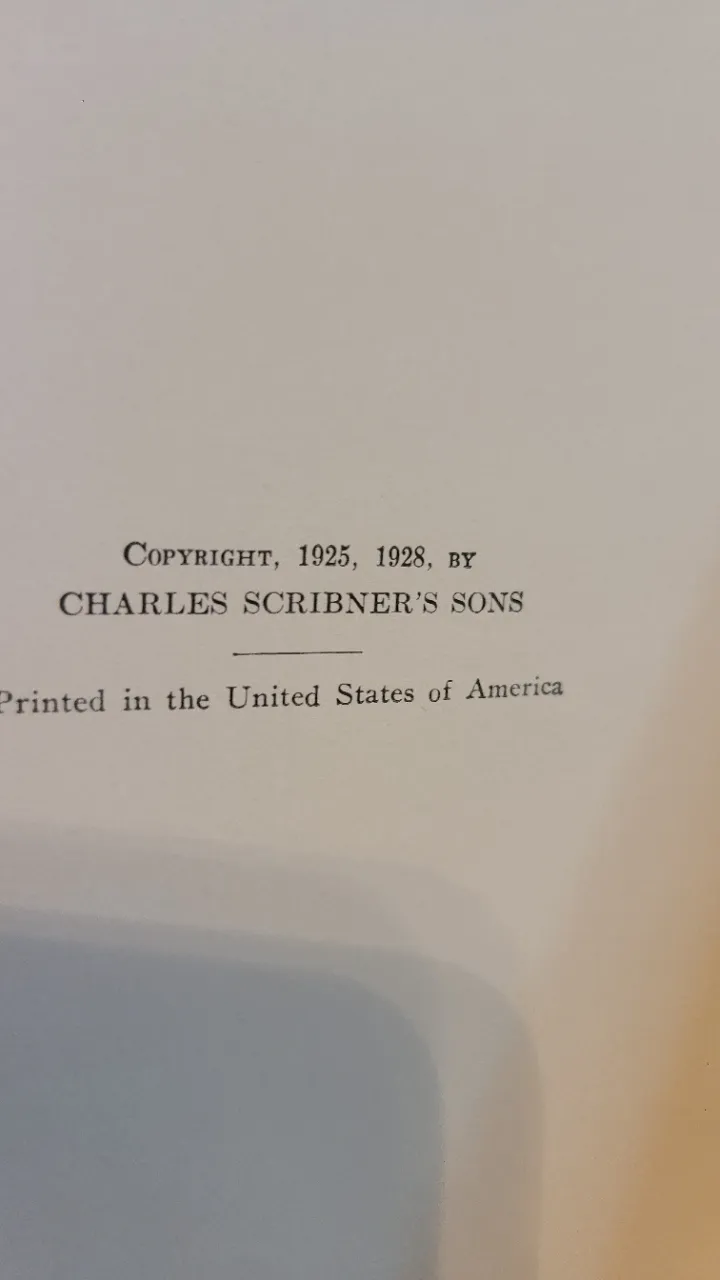 COPYRIGHT, 1925, 1928, BY
CHARLES SCRIBNER'S SONS
Printed in the United States of America